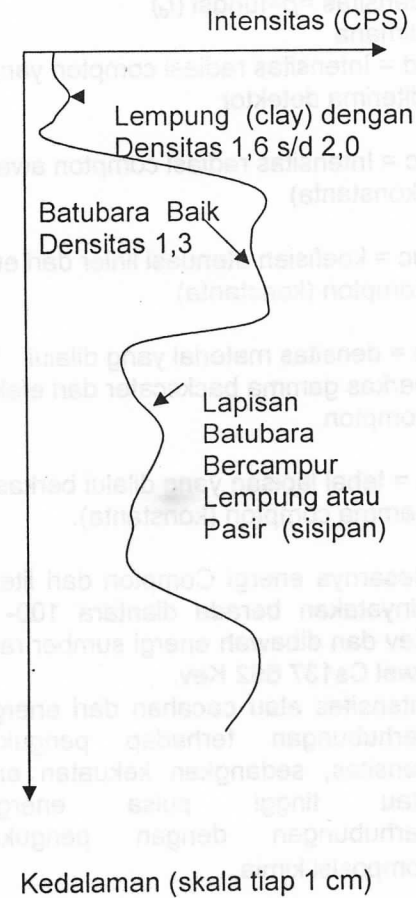 Intensitas (CPS)
Lempung (clay) dengan
Densitas 1,6 s/d 2,0
Batubara Baik
Densitas 1,3
Lapisan
Batubara
Bercampur
Lempung atau
Pasir (sisipan)
Kedalaman (skala tiap 1 cm)